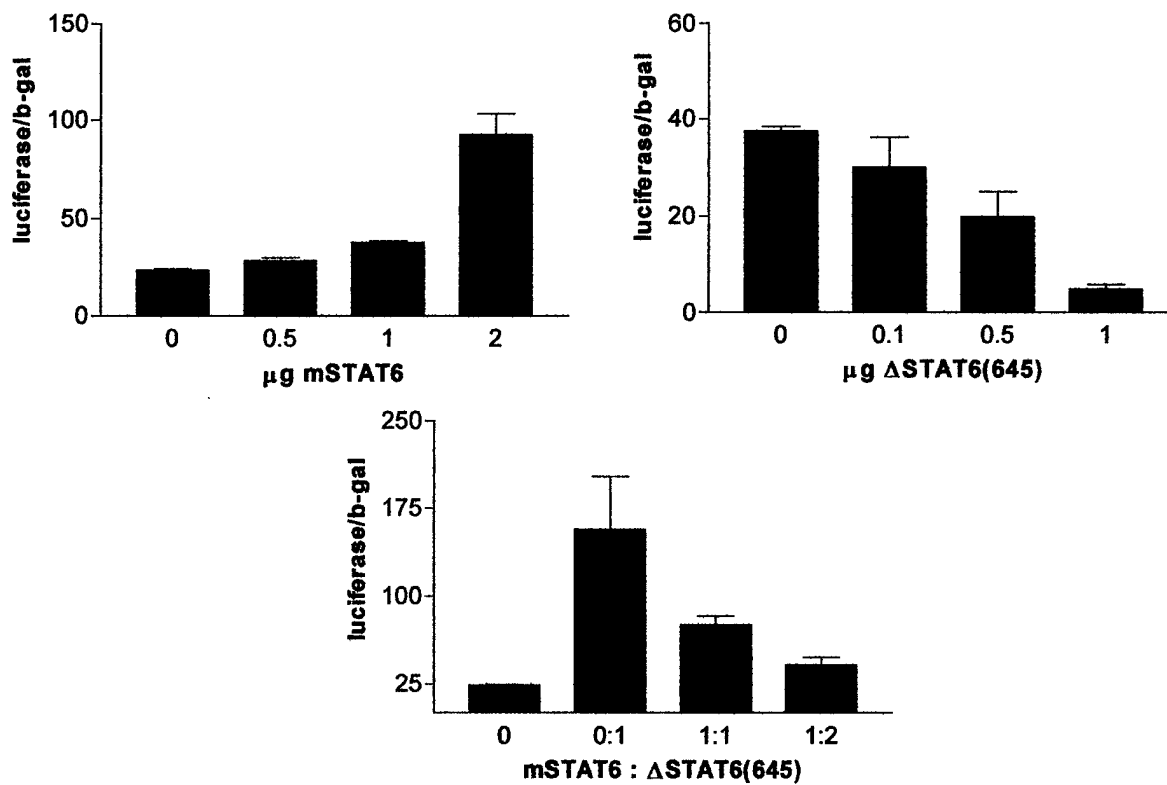 luciferase/b-gal
150
100
50
0
0 0.5 1 2
µg mSTAT6
luciferase/b-gal
60
40
20
0
0 0.1 0.5 1
µg ΔSTAT6(645)
luciferase/b-gal
250
175
100
25
0 0:1 1:1 1:2
mSTAT6 : ΔSTAT6(645)